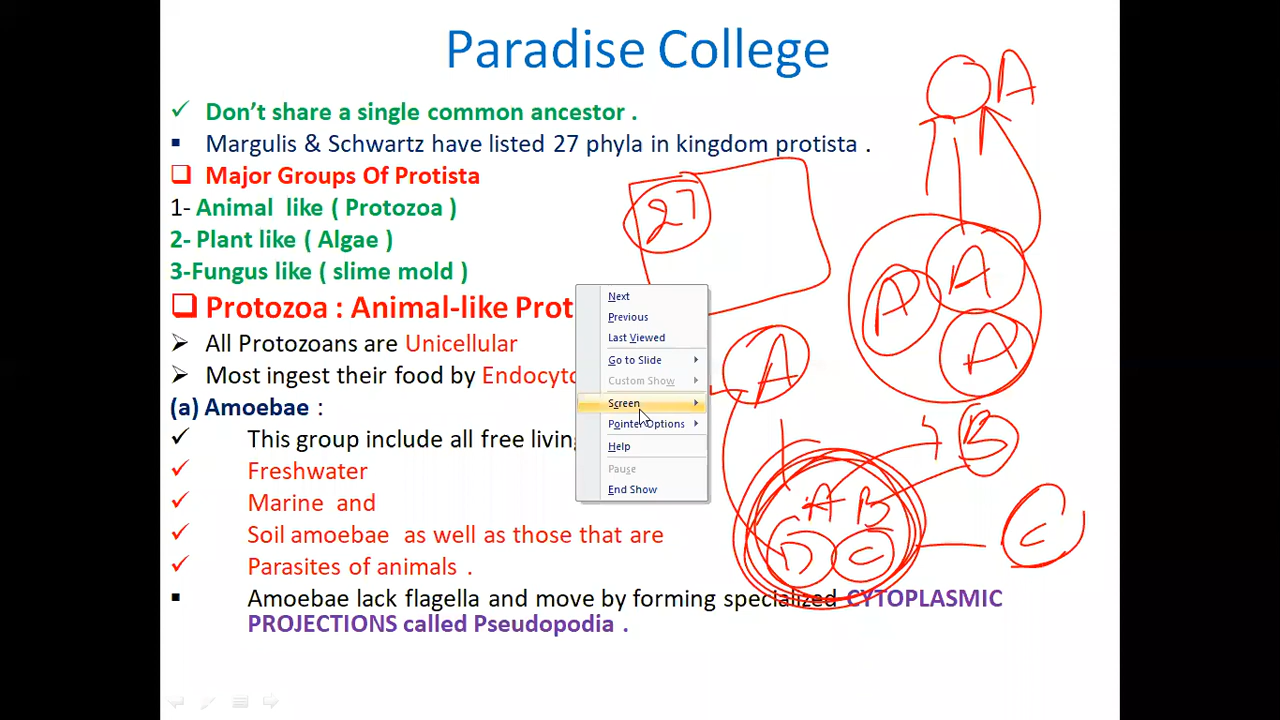 Paradise College
✓ Don't share a single common ancestor .
▪ Margulis & Schwartz have listed 27 phyla in kingdom protista .
❑ Major Groups Of Protista
1- Animal like ( Protozoa )
2- Plant like ( Algae )
3-Fungus like ( slime mold )
❑ Protozoa : Animal-like Prot
➢ All Protozoans are Unicellular
➢ Most ingest their food by Endocyto
(a) Amoebae :
✓ This group include all free living
✓ Freshwater
✓ Marine and
✓ Soil amoebae as well as those that are
✓ Parasites of animals .
▪ Amoebae lack flagella and move by forming specialized CYTOPLASMIC
PROJECTIONS called Pseudopodia .
Next
Previous
Last Viewed
Go to Slide
Custom Show
Screen
Pointer Options
Help
Pause
End Show
A
27
A
A
A
A
B
A B
D C
C